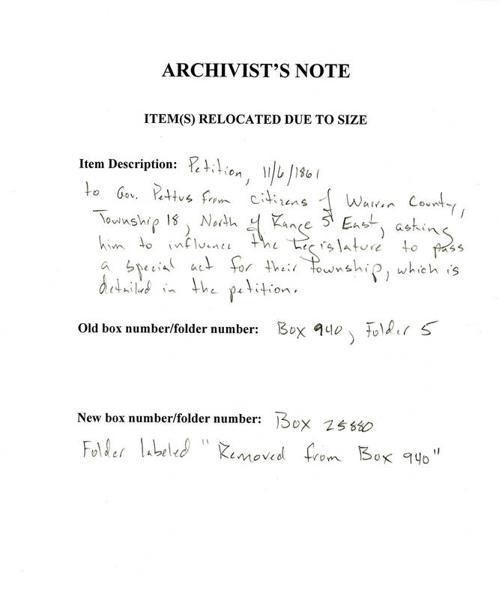 ARCHIVIST'S NOTE
ITEM(S) RELOCATED DUE TO SIZE
Item Description: Petition, 11/6/1861
to Gov. Pettus from citizens of Warren County,
Township 18, North of Range 5 East, asking
him to influence the Legislature to pass
a special act for their township, which is
detailed in the petition.
Old box number/folder number: Box 940, Folder 5
New box number/folder number: Box 25880
Folder labeled "Removed from Box 940"